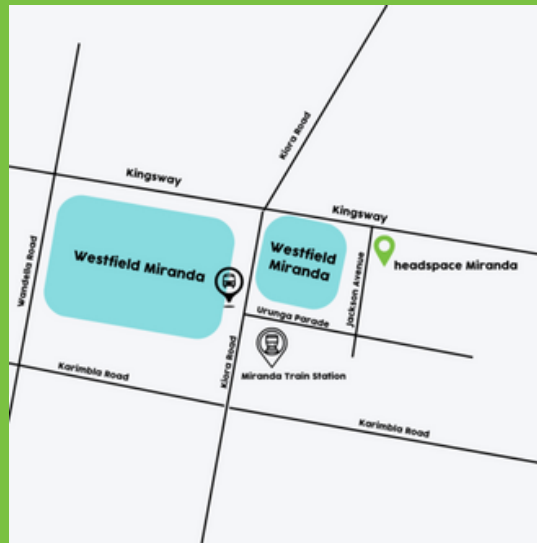 Kiora Road
Kingsway
Kingsway
Westfield Miranda
Westfield
Miranda
headspace Miranda
Wandella Road
Jackson Avenue
Urunga Parade
Kiora Road
Miranda Train Station
Karimbla Road
Karimbla Road